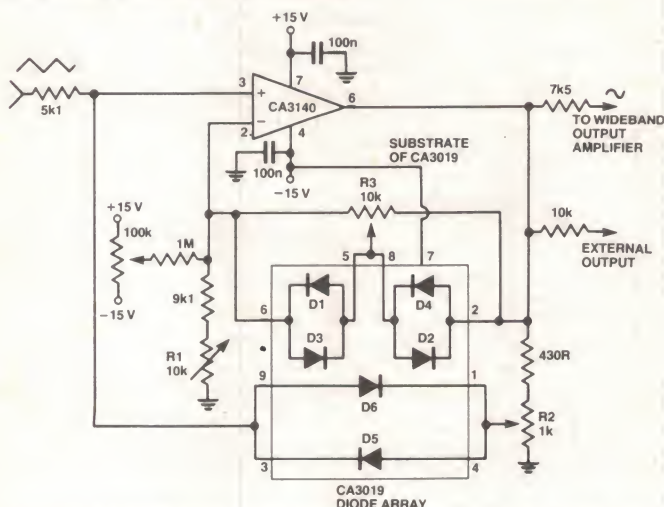 +15 V
100n
5k1
3
+
7
CA3140
6
2
−
4
7k5
TO WIDEBAND
OUTPUT
AMPLIFIER
SUBSTRATE
OF CA3019
100n
−15 V
R3
10k
+15 V
100k
−15 V
1M
9k1
R1
10k
10k
EXTERNAL
OUTPUT
5
8
7
6
D1
D3
D4
D2
2
430R
9
D6
1
R2
1k
3
D5
4
CA3019
DIODE ARRAY